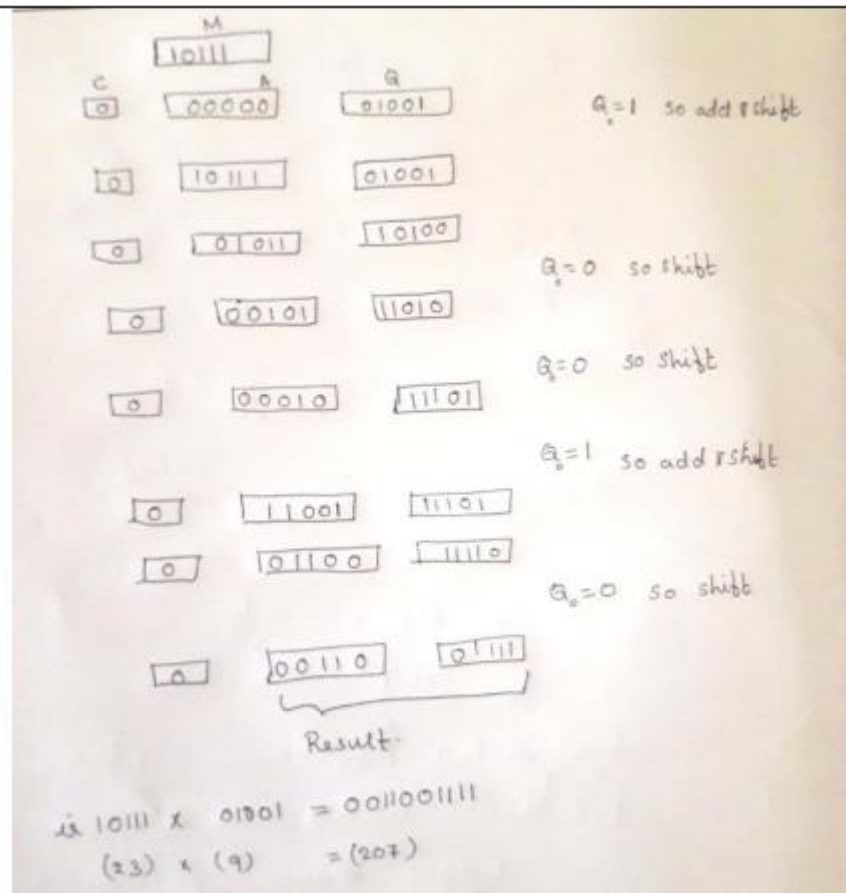 M
10111
C A Q
0 00000 01001 Q₀=1 so add & shift
0 10111 01001
0 01011 10100
Q₀=0 so shift
0 00101 11010
Q₀=0 so shift
0 00010 11101
Q₀=1 so add & shift
0 11001 11101
0 01100 11110
Q₀=0 so shift
0 00110 01111
Result.
ie 10111 x 01001 = 0011001111
(23) x (9) = (207)